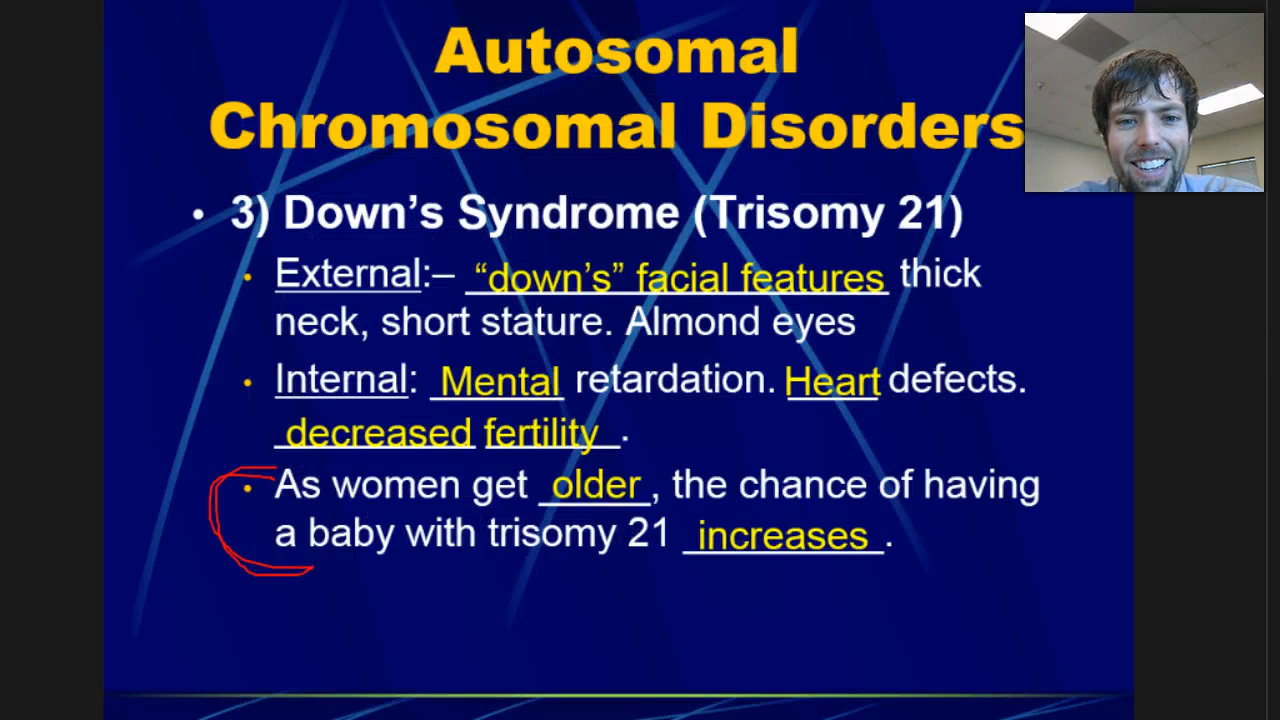 Autosomal
Chromosomal Disorders
• 3) Down’s Syndrome (Trisomy 21)
• External:– “down’s” facial features thick
neck, short stature. Almond eyes
• Internal: Mental retardation. Heart defects.
decreased fertility.
• As women get older, the chance of having
a baby with trisomy 21 increases.